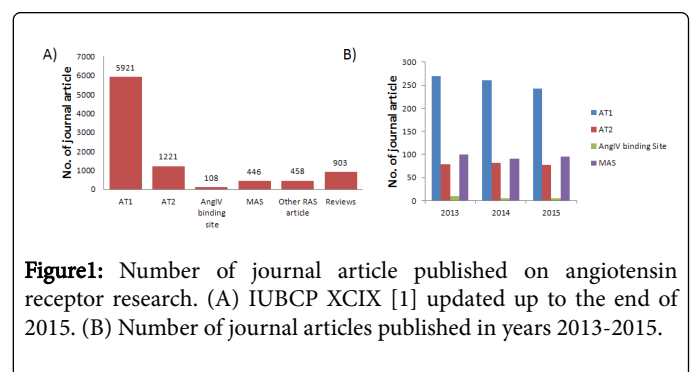 A)
No. of journal article
7000
6000
5000
4000
3000
2000
1000
0
5921
1221
108
446
458
903
AT1
AT2
AngIV
binding
site
MAS
Other RAS
article
Reviews
B)
No. of journal article
300
250
200
150
100
50
0
2013
2014
2015
AT1
AT2
AngIV binding Site
MAS
Figure1: Number of journal article published on angiotensin
receptor research. (A) IUBCP XCIX [1] updated up to the end of
2015. (B) Number of journal articles published in years 2013-2015.